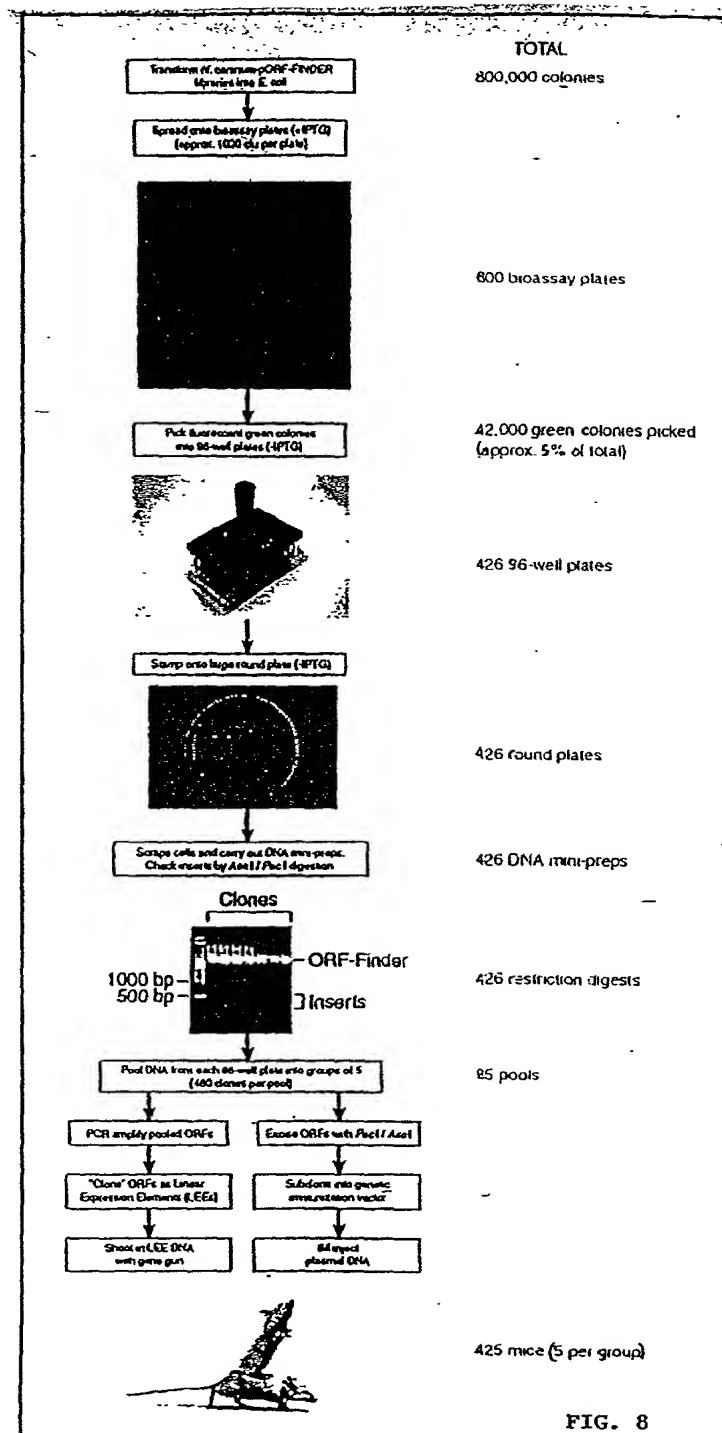 TOTAL
Transform M. canetti-pORF-FINDER
libraries into E. coli
800,000 colonies
Spread onto bioassay plates (+IPTG)
(approx. 1000 cfu per plate)
800 bioassay plates
Pick fluorescent green colonies
into 96-well plates (-IPTG)
42,000 green colonies picked
(approx. 5% of total)
426 96-well plates
Stamp onto huge round plate (-IPTG)
426 round plates
Scrape cells and carry out DNA mini-preps.
Check inserts by AseI / PacI digestion
426 DNA mini-preps
Clones
ORF-Finder
1000 bp
500 bp
Inserts
426 restriction digests
Pool DNA from each 96-well plate into groups of 5
(480 clones per pool)
85 pools
PCR amplify pooled ORFs
Excise ORFs with PacI / AseI
"Clone" ORFs as Linear
Expression Elements (LEEs)
Subclone into genetic
immunization vector
Shoot in LEE DNA
with gene gun
IM inject
plasmid DNA
425 mice (5 per group)
FIG. 8